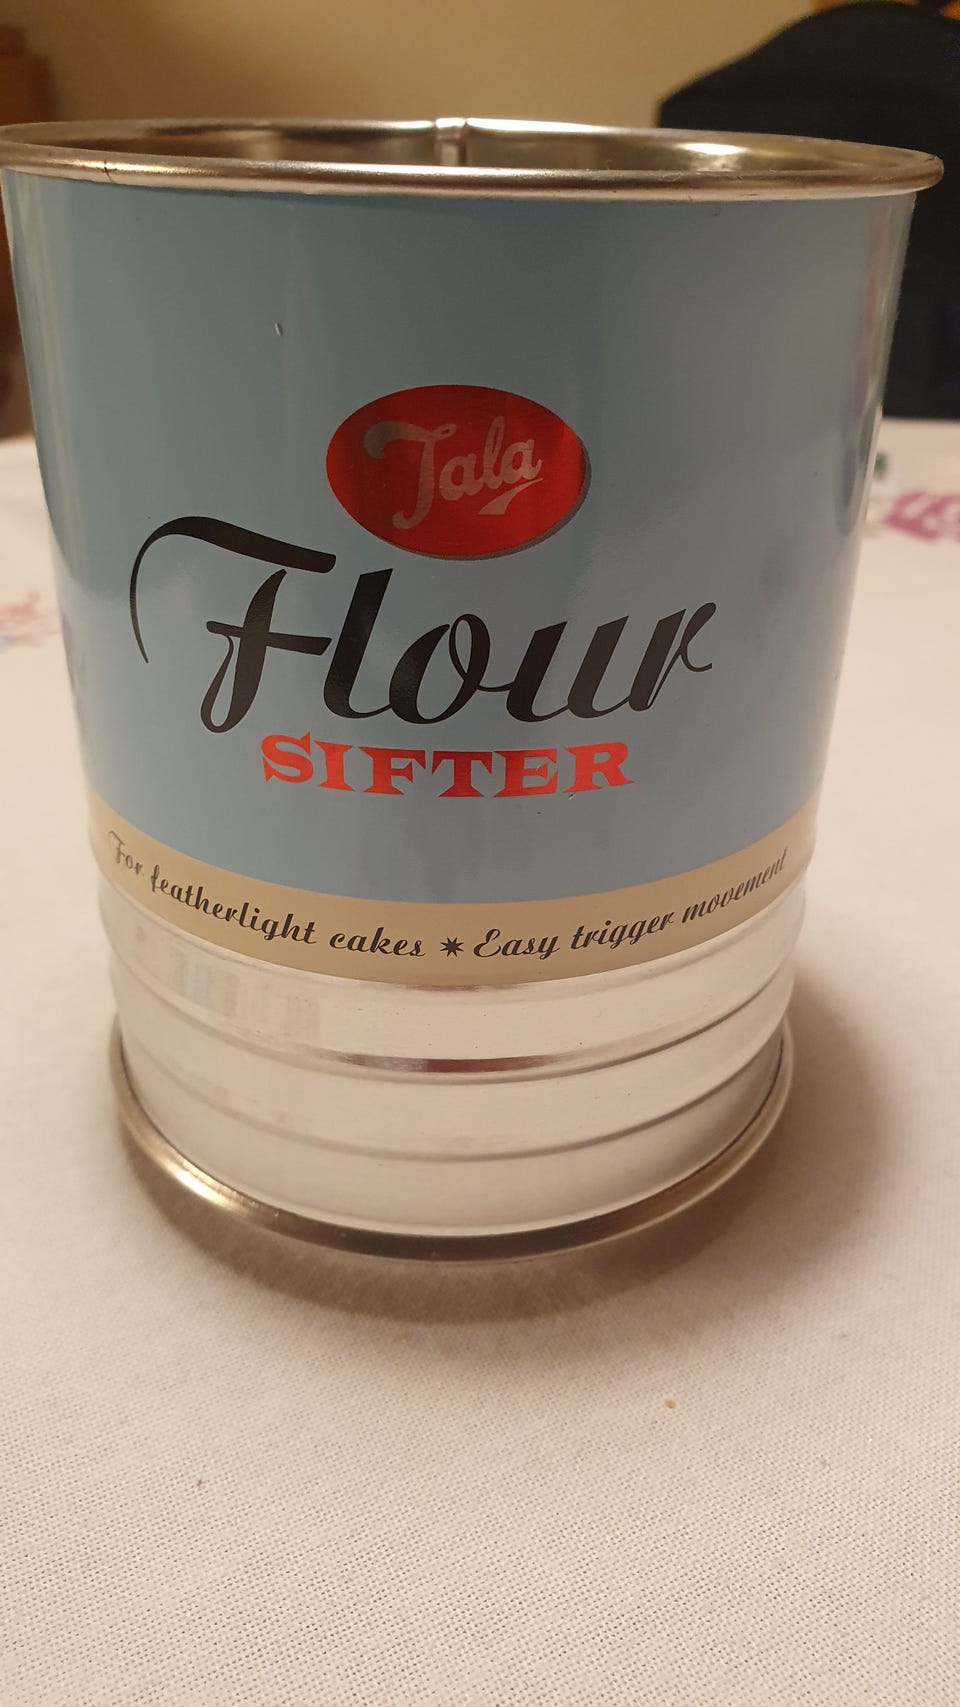 Tala
Flour
SIFTER
For featherlight cakes ✷ Easy trigger movement